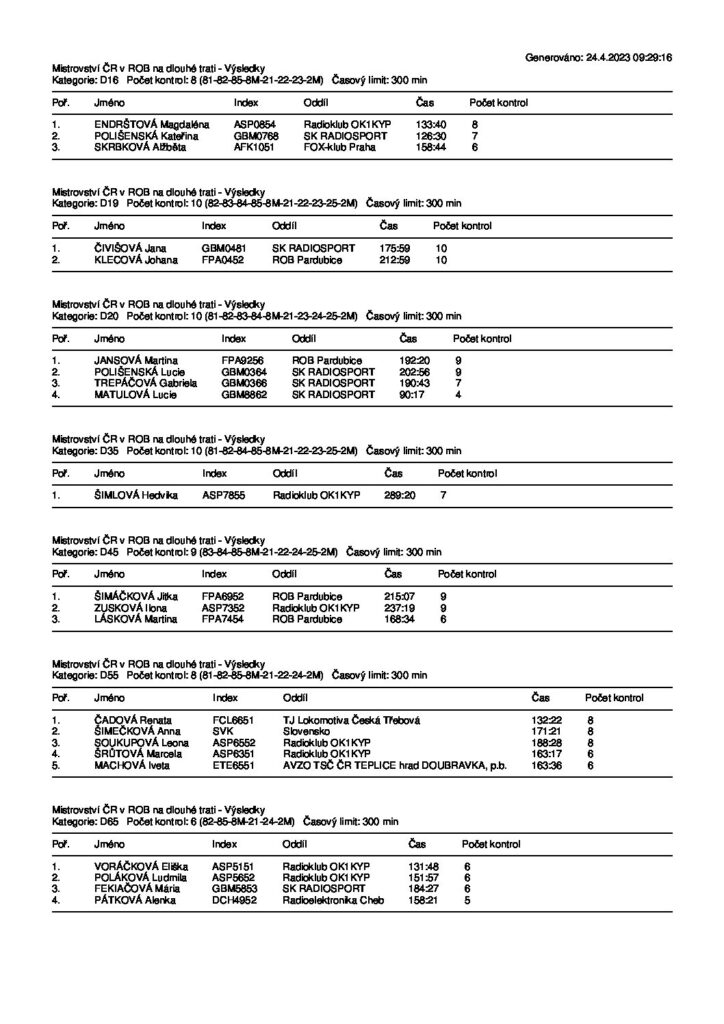 Generováno: 24.4.2023 09:29:16
Mistrovství ČR v ROB na dlouhé trati - Výsledky
Kategorie: D16 Počet kontrol: 8 (81-82-85-8M-21-22-23-2M) Časový limit: 300 min
Poř. Jméno Index Oddíl Čas Počet kontrol
1. ENDRŠTOVÁ Magdaléna ASP0854 Radioklub OK1KYP 133:40 8
2. POLIŠENSKÁ Kateřina GBM0768 SK RADIOSPORT 126:30 7
3. SKRBKOVÁ Alžběta AFK1051 FOX-klub Praha 158:44 6
Mistrovství ČR v ROB na dlouhé trati - Výsledky
Kategorie: D19 Počet kontrol: 10 (82-83-84-85-8M-21-22-23-25-2M) Časový limit: 300 min
Poř. Jméno Index Oddíl Čas Počet kontrol
1. ČIVIŠOVÁ Jana GBM0481 SK RADIOSPORT 175:59 10
2. KLECOVÁ Johana FPA0452 ROB Pardubice 212:59 10
Mistrovství ČR v ROB na dlouhé trati - Výsledky
Kategorie: D20 Počet kontrol: 10 (81-82-83-84-8M-21-23-24-25-2M) Časový limit: 300 min
Poř. Jméno Index Oddíl Čas Počet kontrol
1. JANSOVÁ Martina FPA9256 ROB Pardubice 192:20 9
2. POLIŠENSKÁ Lucie GBM0364 SK RADIOSPORT 202:56 9
3. TREPÁČOVÁ Gabriela GBM0366 SK RADIOSPORT 190:43 7
4. MATULOVÁ Lucie GBM8862 SK RADIOSPORT 90:17 4
Mistrovství ČR v ROB na dlouhé trati - Výsledky
Kategorie: D35 Počet kontrol: 10 (81-82-84-85-8M-21-22-23-25-2M) Časový limit: 300 min
Poř. Jméno Index Oddíl Čas Počet kontrol
1. ŠIMLOVÁ Hedvika ASP7855 Radioklub OK1KYP 289:20 7
Mistrovství ČR v ROB na dlouhé trati - Výsledky
Kategorie: D45 Počet kontrol: 9 (83-84-85-8M-21-22-24-25-2M) Časový limit: 300 min
Poř. Jméno Index Oddíl Čas Počet kontrol
1. ŠIMÁČKOVÁ Jitka FPA6952 ROB Pardubice 215:07 9
2. ZUSKOVÁ Ilona ASP7352 Radioklub OK1KYP 237:19 9
3. LÁSKOVÁ Martina FPA7454 ROB Pardubice 168:34 6
Mistrovství ČR v ROB na dlouhé trati - Výsledky
Kategorie: D55 Počet kontrol: 8 (81-82-85-8M-21-22-24-2M) Časový limit: 300 min
Poř. Jméno Index Oddíl Čas Počet kontrol
1. ČADOVÁ Renata FCL6651 TJ Lokomotiva Česká Třebová 132:22 8
2. ŠIMEČKOVÁ Anna SVK Slovensko 171:21 8
3. SOUKUPOVÁ Leona ASP6552 Radioklub OK1KYP 188:28 8
4. ŠRŮTOVÁ Marcela ASP6351 Radioklub OK1KYP 163:17 6
5. MACHOVÁ Iveta ETE6551 AVZO TSČ ČR TEPLICE hrad DOUBRAVKA, p.b. 163:36 6
Mistrovství ČR v ROB na dlouhé trati - Výsledky
Kategorie: D65 Počet kontrol: 6 (82-85-8M-21-24-2M) Časový limit: 300 min
Poř. Jméno Index Oddíl Čas Počet kontrol
1. VORÁČKOVÁ Eliška ASP5151 Radioklub OK1KYP 131:48 6
2. POLÁKOVÁ Ludmila ASP5652 Radioklub OK1KYP 151:57 6
3. FEKIAČOVÁ Mária GBM5853 SK RADIOSPORT 184:27 6
4. PÁTKOVÁ Alenka DCH4952 Radioelektronika Cheb 158:21 5